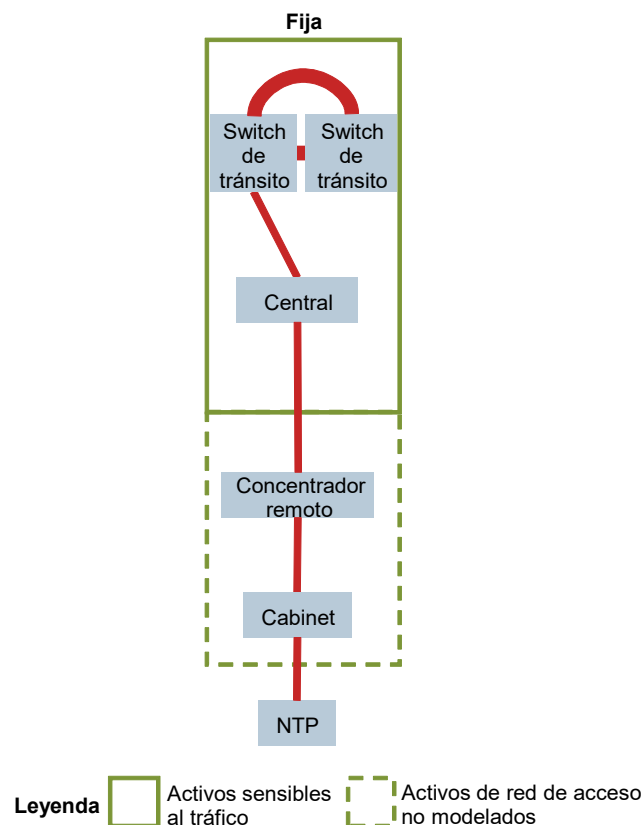 Fija
Switch
de
tránsito
Switch
de
tránsito
Central
Concentrador
remoto
Cabinet
NTP
Leyenda
Activos sensibles
al tráfico
Activos de red de acceso
no modelados